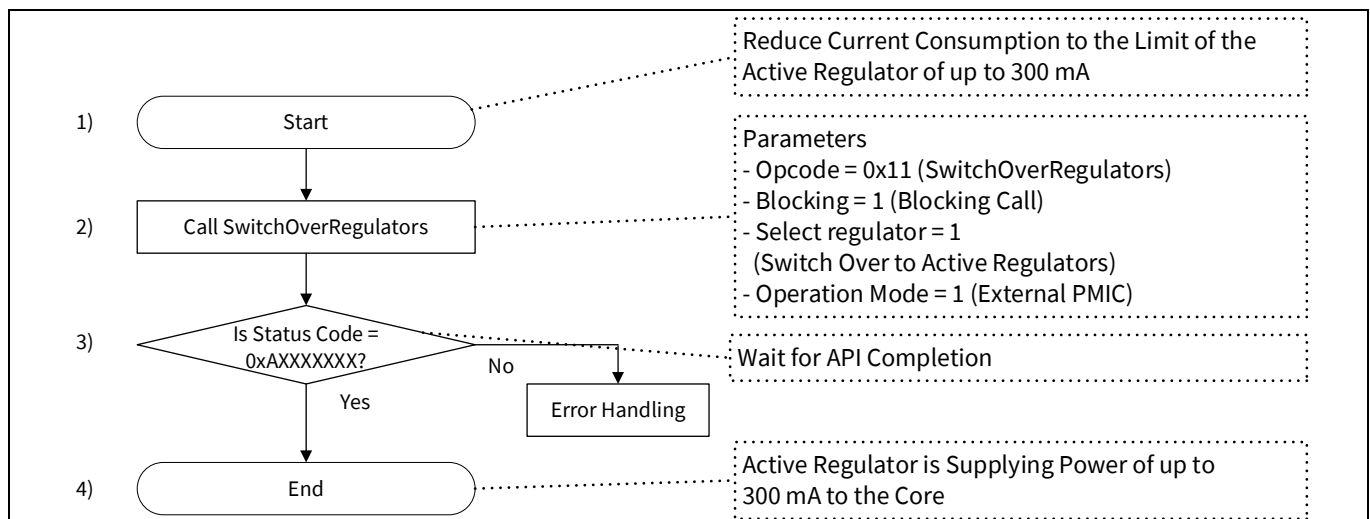 Reduce Current Consumption to the Limit of the
Active Regulator of up to 300 mA
1)
Start
Parameters
- Opcode = 0x11 (SwitchOverRegulators)
- Blocking = 1 (Blocking Call)
- Select regulator = 1
(Switch Over to Active Regulators)
- Operation Mode = 1 (External PMIC)
2)
Call SwitchOverRegulators
3)
Is Status Code =
0xAXXXXXXX?
No
Wait for API Completion
Yes
Error Handling
4)
End
Active Regulator is Supplying Power of up to
300 mA to the Core